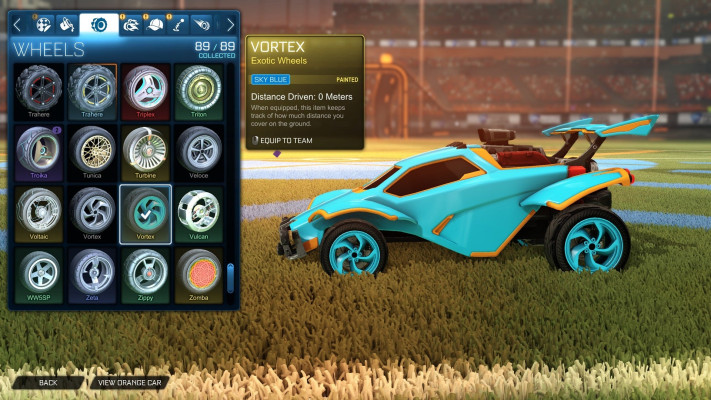 WHEELS
89 / 89
COLLECTED
Trahere
Trahere
Triplex
Triton
Troika
Tunica
Turbine
Veloce
Voltaic
Vortex
Vortex
Vulcan
WWSSP
Zeta
Zippy
Zomba
VORTEX
Exotic Wheels
SKY BLUE
PAINTED
Distance Driven: 0 Meters
When equipped, this item keeps
track of how much distance you
cover on the ground.
EQUIP TO TEAM
BACK
VIEW ORANGE CAR